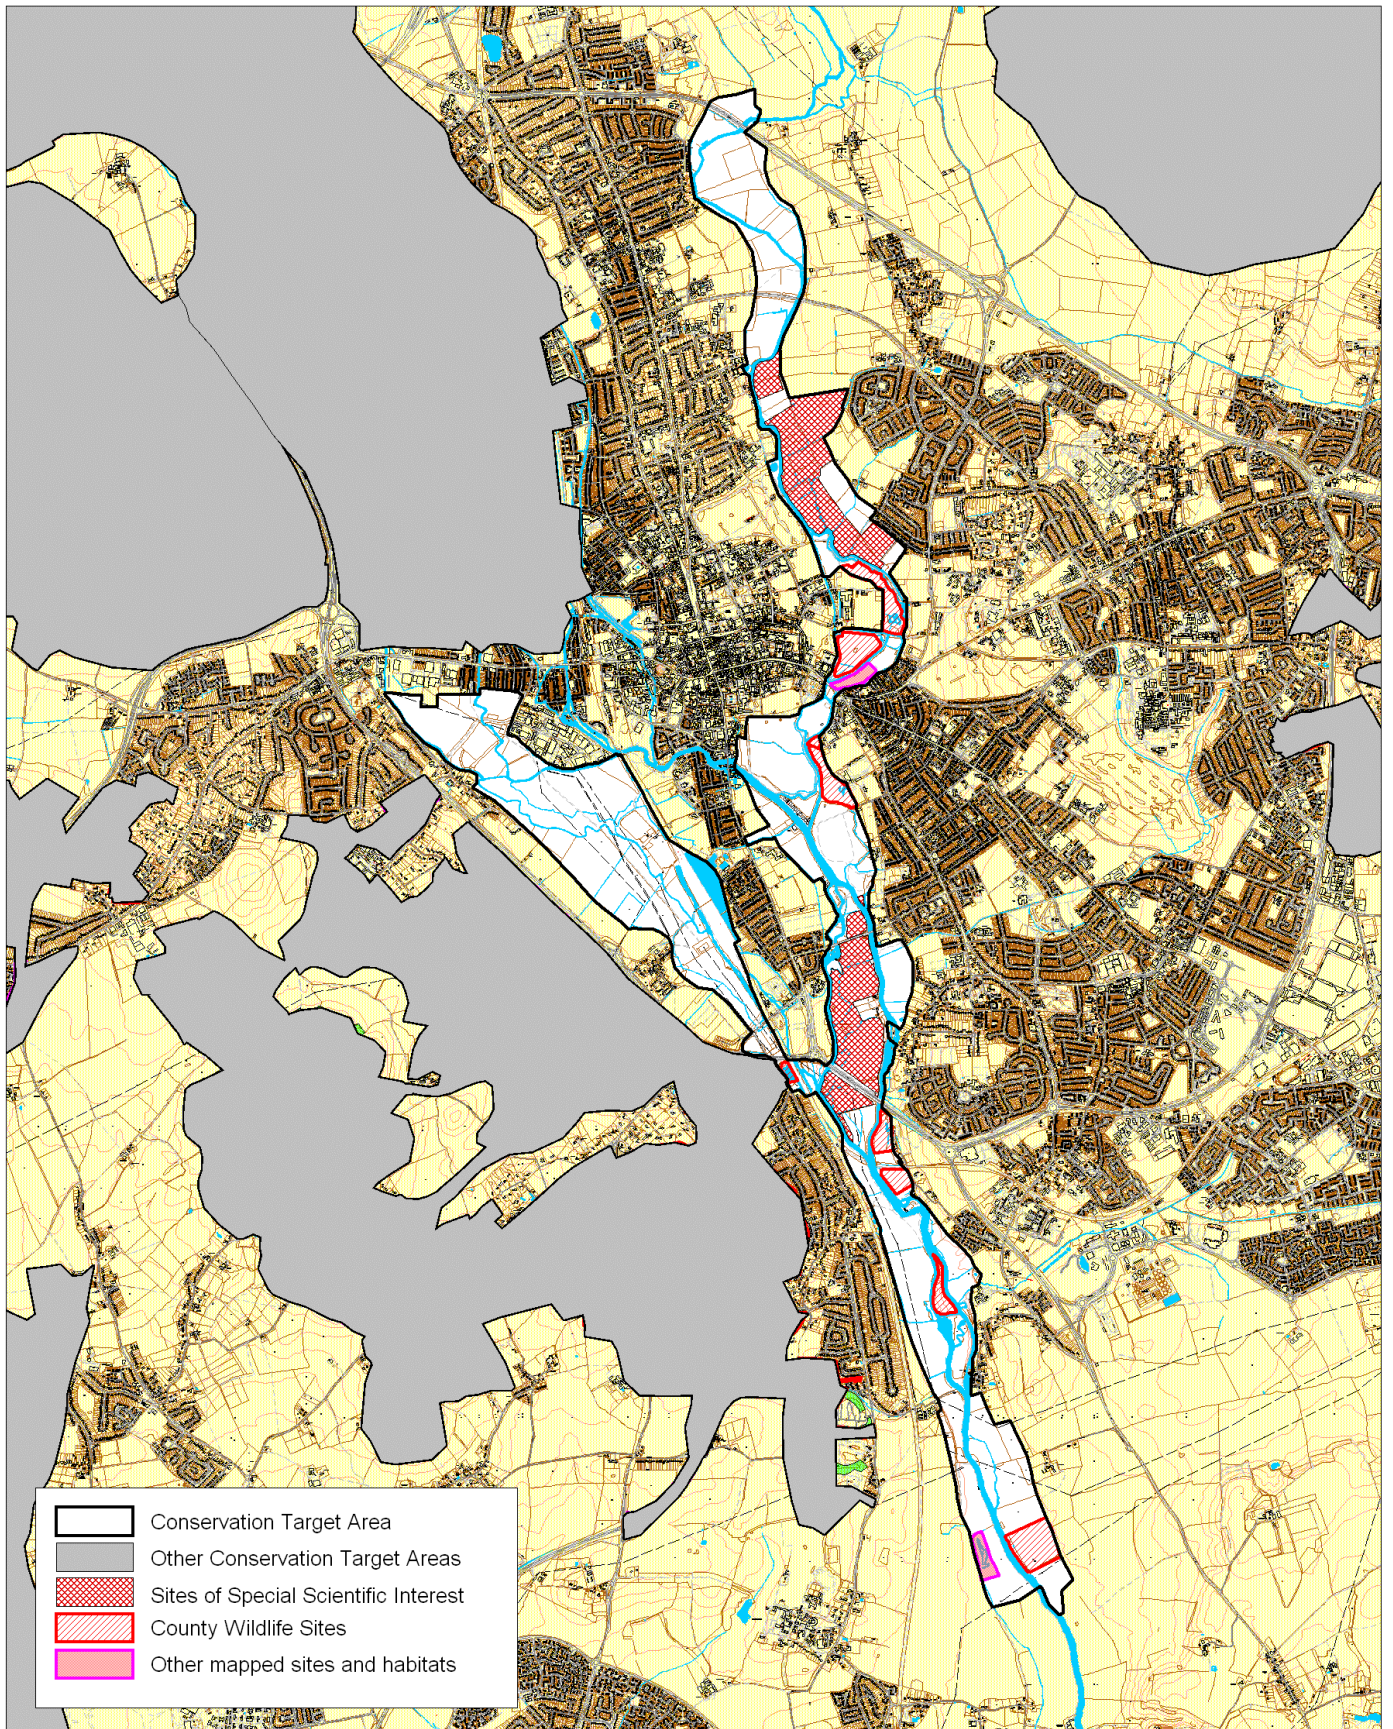 Conservation Target Area
Other Conservation Target Areas
Sites of Special Scientific Interest
County Wildlife Sites
Other mapped sites and habitats